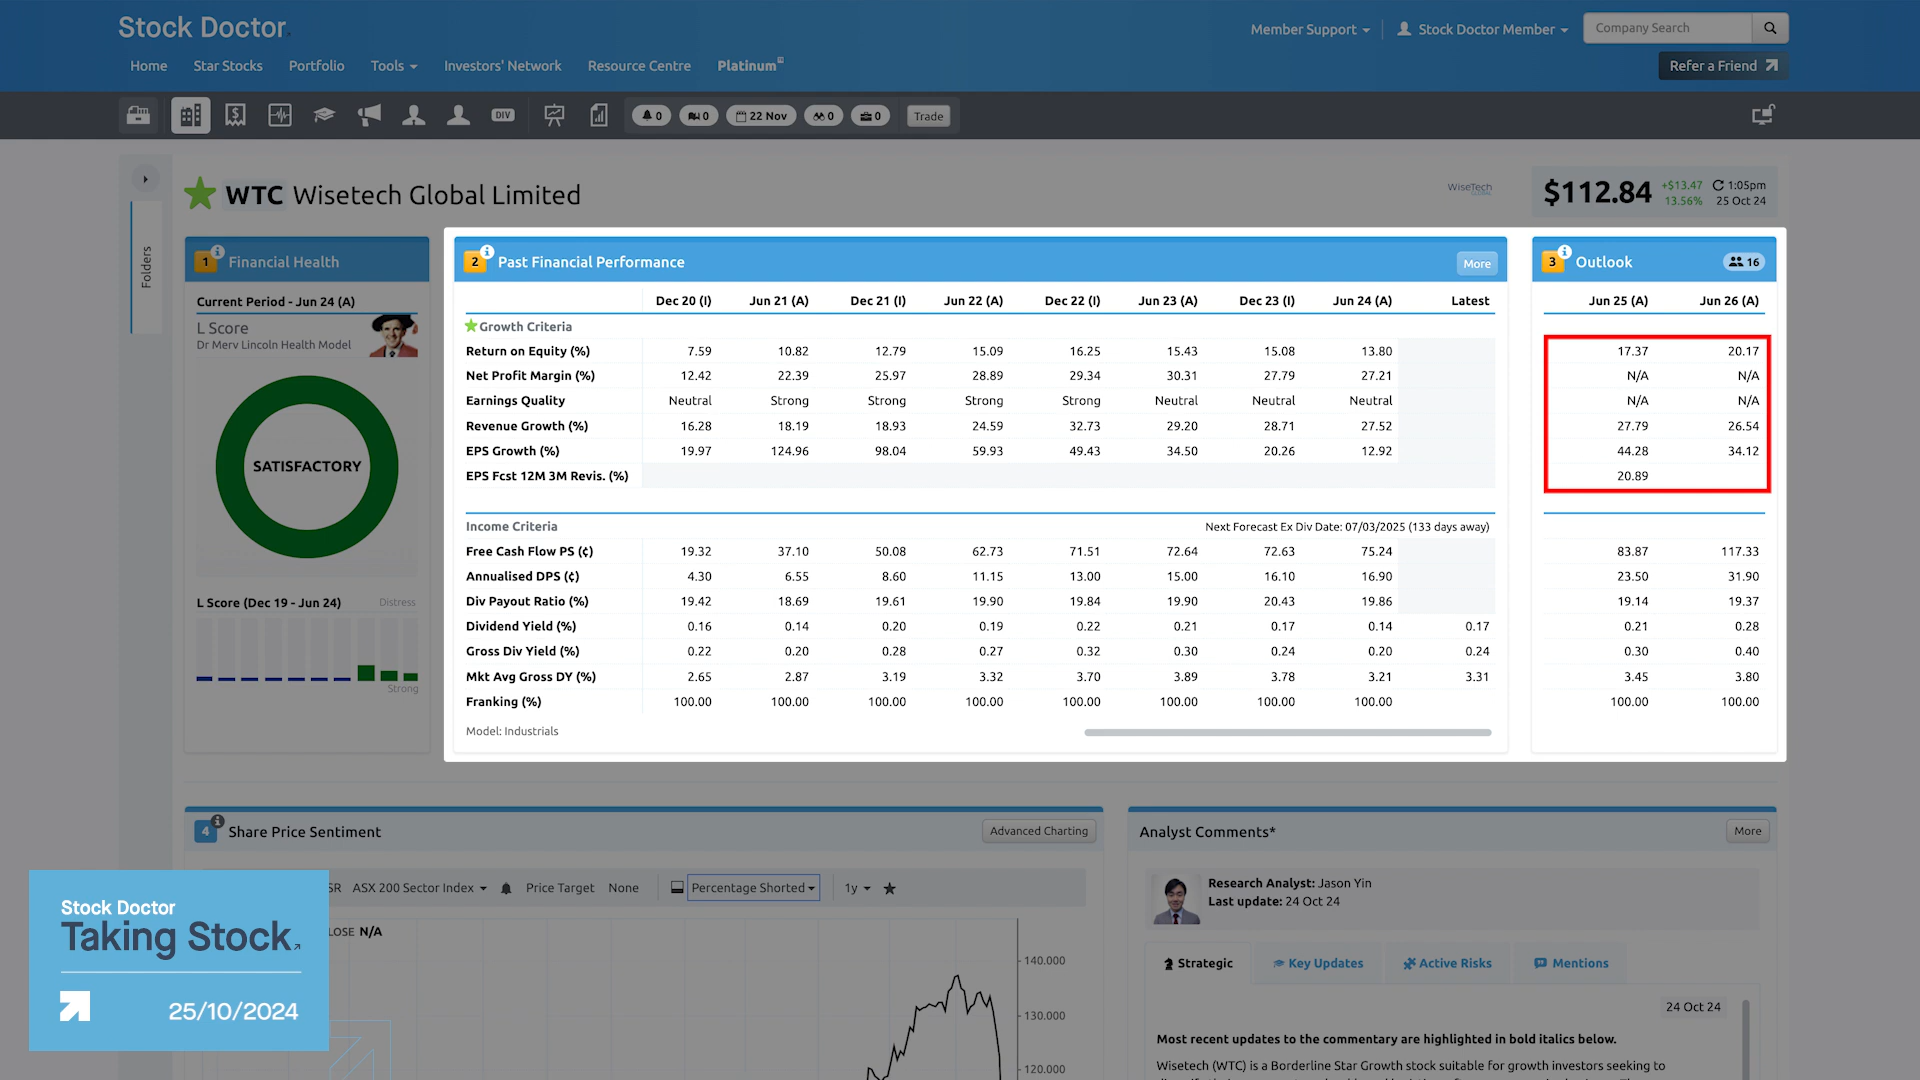 Stock Doctor
Member Support
Stock Doctor Member
Company Search
Home Star Stocks Portfolio Tools Investors' Network Resource Centre Platinum
Refer a Friend
DIV 0 0 22 Nov 0 0 Trade
Folders
WTC Wisetech Global Limited
WiseTech
GLOBAL
$112.84 +$13.47 1:05pm
13.56% 25 Oct 24
1 i Financial Health
Current Period - Jun 24 (A)
L Score
Dr Merv Lincoln Health Model
SATISFACTORY
L Score (Dec 19 - Jun 24) Distress
Strong
2 i Past Financial Performance More
Dec 20 (I) Jun 21 (A) Dec 21 (I) Jun 22 (A) Dec 22 (I) Jun 23 (A) Dec 23 (I) Jun 24 (A) Latest
Growth Criteria
Return on Equity (%) 7.59 10.82 12.79 15.09 16.25 15.43 15.08 13.80
Net Profit Margin (%) 12.42 22.39 25.97 28.89 29.34 30.31 27.79 27.21
Earnings Quality Neutral Strong Strong Strong Strong Neutral Neutral Neutral
Revenue Growth (%) 16.28 18.19 18.93 24.59 32.73 29.20 28.71 27.52
EPS Growth (%) 19.97 124.96 98.04 59.93 49.43 34.50 20.26 12.92
EPS Fcst 12M 3M Revis. (%)
Income Criteria Next Forecast Ex Div Date: 07/03/2025 (133 days away)
Free Cash Flow PS (¢) 19.32 37.10 50.08 62.73 71.51 72.64 72.63 75.24
Annualised DPS (¢) 4.30 6.55 8.60 11.15 13.00 15.00 16.10 16.90
Div Payout Ratio (%) 19.42 18.69 19.61 19.90 19.84 19.90 20.43 19.86
Dividend Yield (%) 0.16 0.14 0.20 0.19 0.22 0.21 0.17 0.14 0.17
Gross Div Yield (%) 0.22 0.20 0.28 0.27 0.32 0.30 0.24 0.20 0.24
Mkt Avg Gross DY (%) 2.65 2.87 3.19 3.32 3.70 3.89 3.78 3.21 3.31
Franking (%) 100.00 100.00 100.00 100.00 100.00 100.00 100.00 100.00
Model: Industrials
3 i Outlook 16
Jun 25 (A) Jun 26 (A)
17.37 20.17
N/A N/A
N/A N/A
27.79 26.54
44.28 34.12
20.89
83.87 117.33
23.50 31.90
19.14 19.37
0.21 0.28
0.30 0.40
3.45 3.80
100.00 100.00
4 i Share Price Sentiment Advanced Charting
SR ASX 200 Sector Index Price Target None Percentage Shorted 1y
LOSE N/A
140.000
130.000
120.000
Analyst Comments* More
Research Analyst: Jason Yin
Last update: 24 Oct 24
Strategic Key Updates Active Risks Mentions
24 Oct 24
Most recent updates to the commentary are highlighted in bold italics below.
Wisetech (WTC) is a Borderline Star Growth stock suitable for growth investors seeking to
Stock Doctor
Taking Stock.
25/10/2024